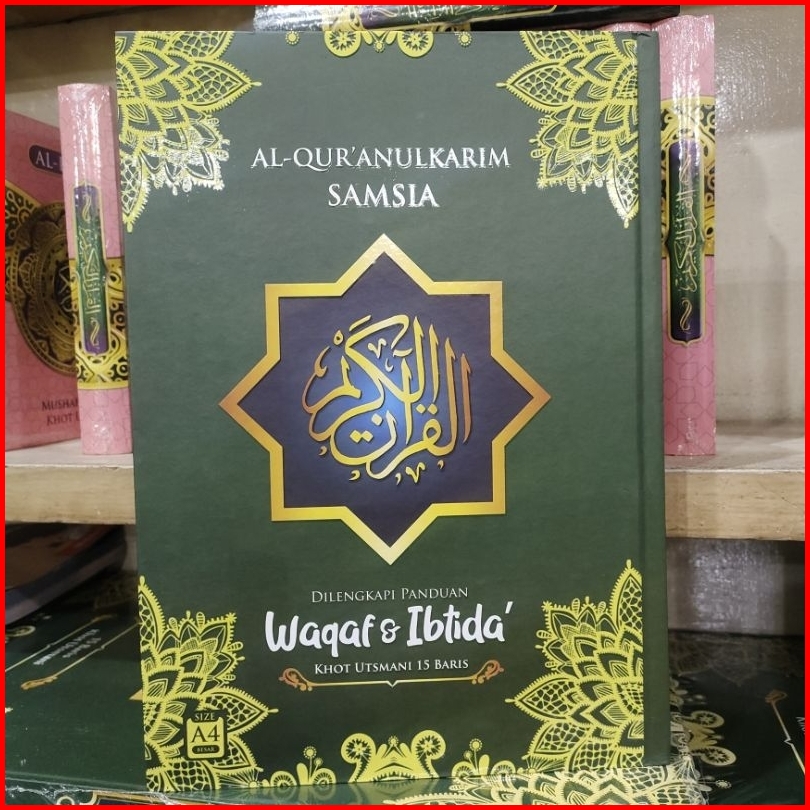 AL-QUR'ANULKARIM
SAMSIA
القرآن الكريم
DILENGKAPI PANDUAN
Waqaf & Ibtida'
KHOT UTSMANI 15 BARIS
SIZE
A4
BESAR